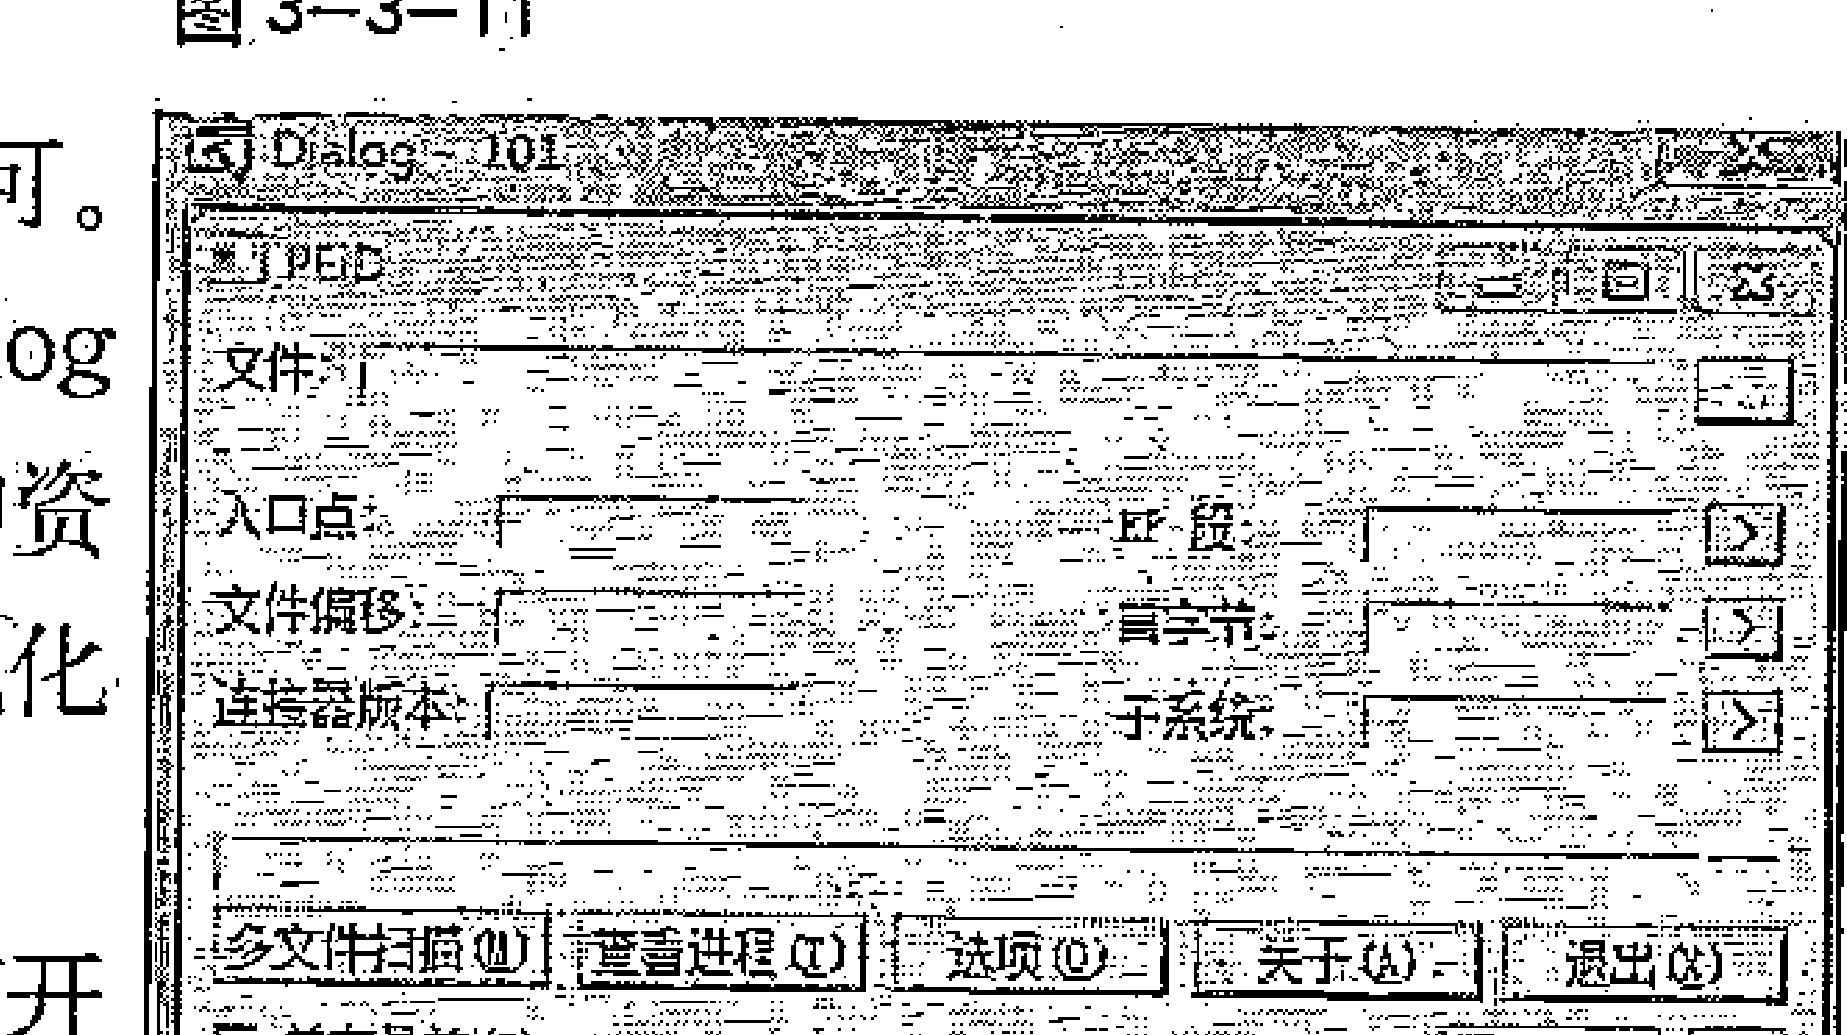 图 3-3-11
可。
Dialog - 101
PEiD
og
文件:
资
入口点:
EP 段:
文件偏移:
首字节:
化
连接器版本:
子系统:
多文件扫描(M) 查看进程(T) 选项(O) 关于(A) 退出(X)
开